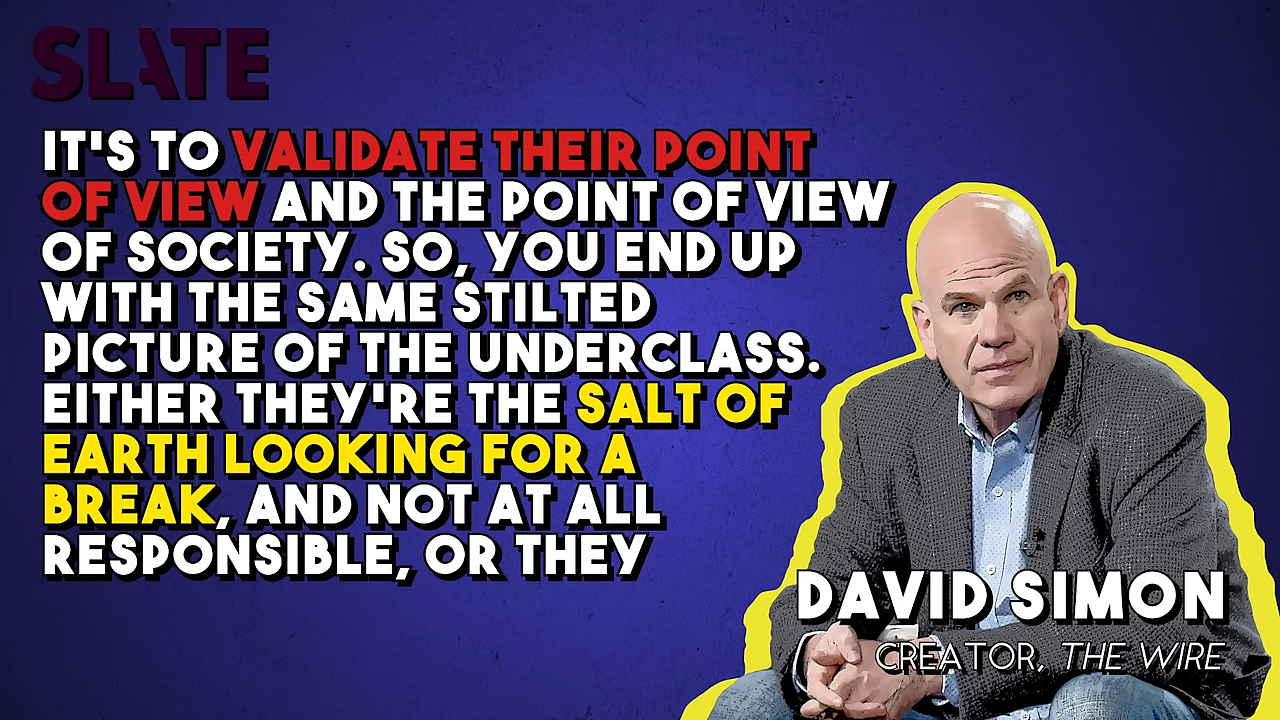 SLATE
IT'S TO VALIDATE THEIR POINT
OF VIEW AND THE POINT OF VIEW
OF SOCIETY. SO, YOU END UP
WITH THE SAME STILTED
PICTURE OF THE UNDERCLASS.
EITHER THEY'RE THE SALT OF
EARTH LOOKING FOR A
BREAK, AND NOT AT ALL
RESPONSIBLE, OR THEY
DAVID SIMON
CREATOR, THE WIRE